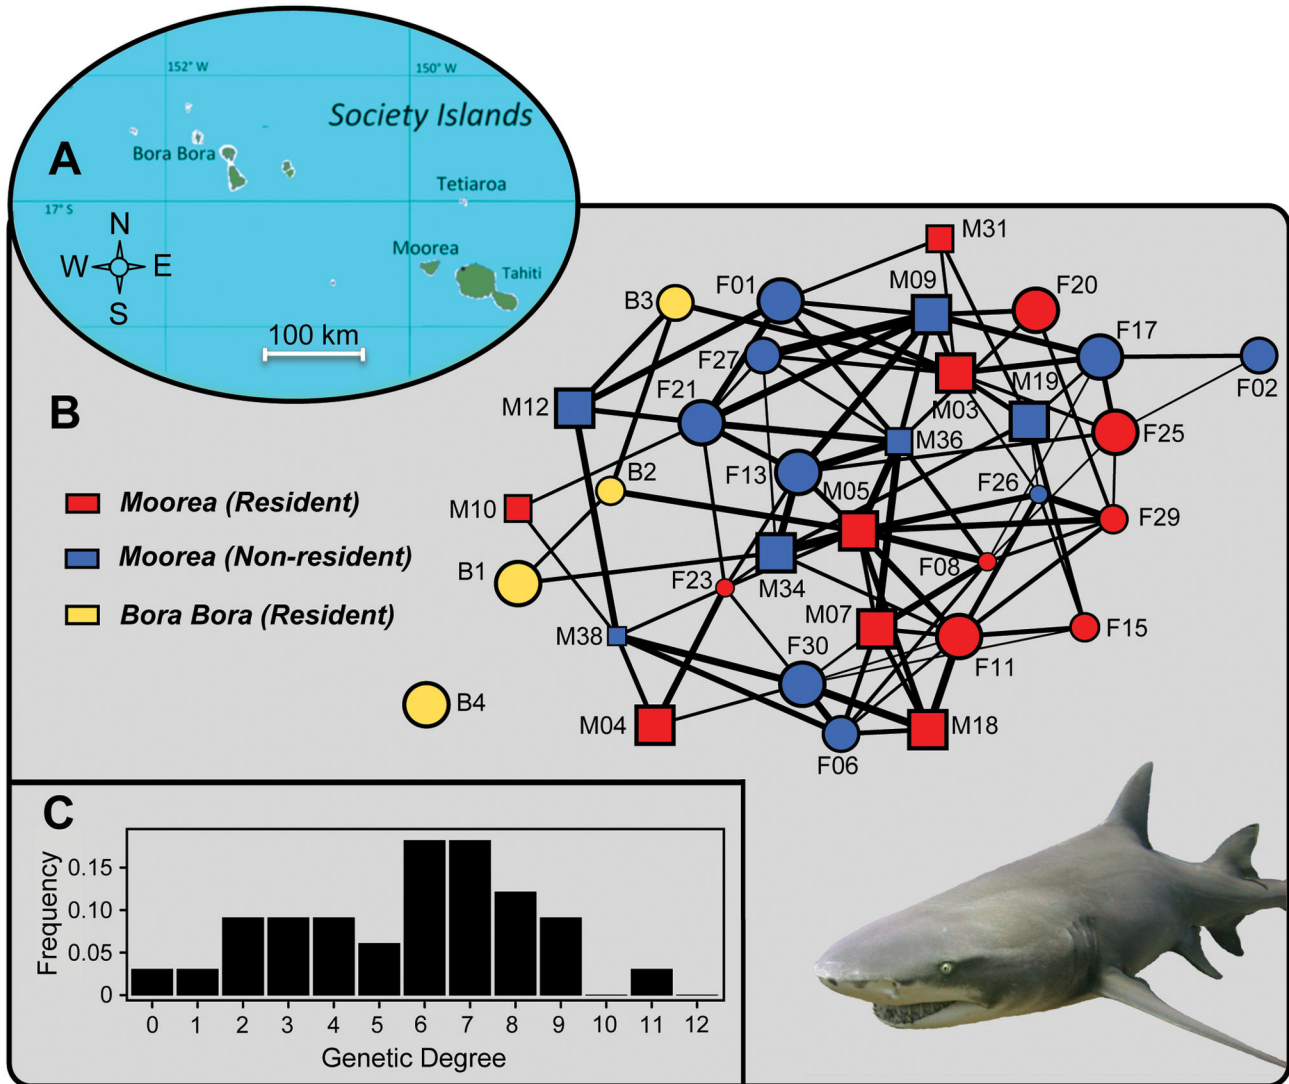 152° W
150° W
Society Islands
A
Bora Bora
Tetiaroa
17° S
N
W
E
S
Moorea
Tahiti
100 km
B
Moorea (Resident)
Moorea (Non-resident)
Bora Bora (Resident)
M31
F01
M09
F20
B3
F17
F27
F02
M19
F21
M03
M12
M36
F25
F13
B2
M05
F26
M10
F29
B1
F23
M34
F08
M07
F15
M38
F30
F11
B4
M04
M18
F06
C
Frequency
0.15
0.10
0.05
0
0 1 2 3 4 5 6 7 8 9 10 11 12
Genetic Degree